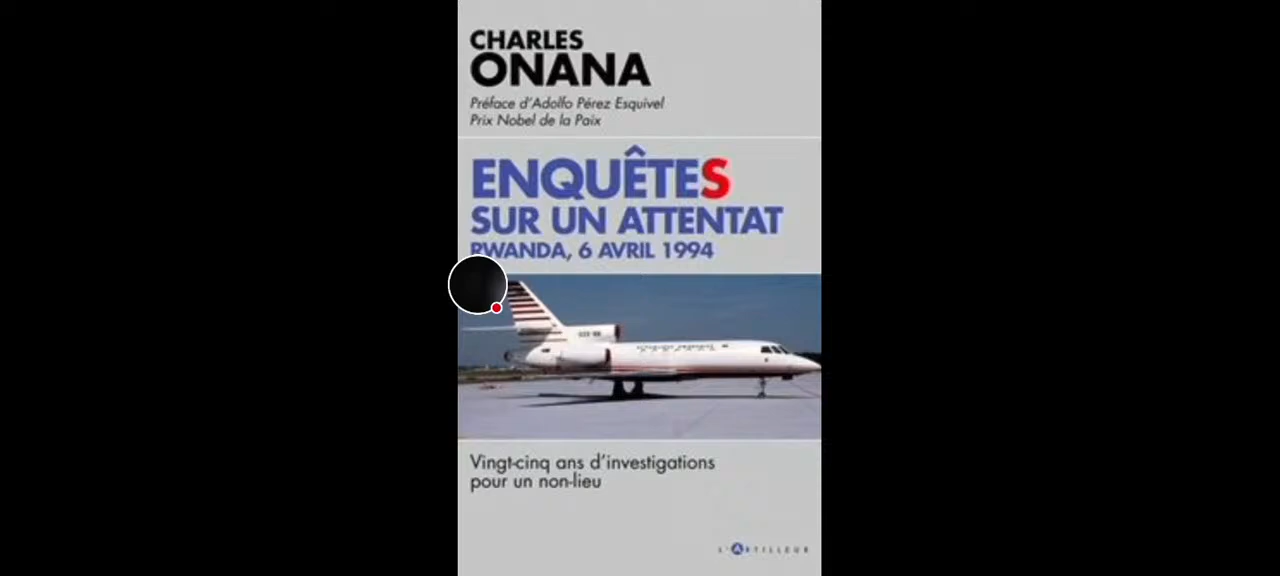 CHARLES
ONANA
Préface d'Adolfo Pérez Esquivel
Prix Nobel de la Paix
ENQUÊTES
SUR UN ATTENTAT
RWANDA, 6 AVRIL 1994
Vingt-cinq ans d'investigations
pour un non-lieu
L'ARTILLEUR